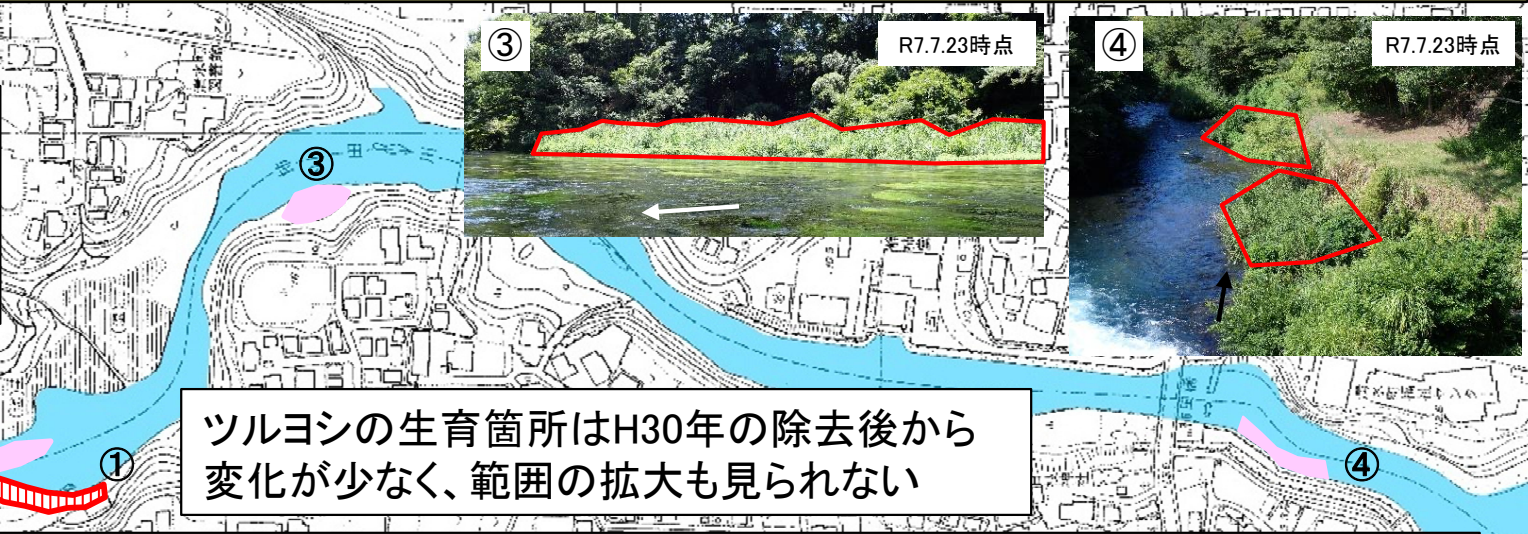 ③
R7.7.23時点
④
R7.7.23時点
③
田
①
ツルヨシの生育箇所はH30年の除去後から
変化が少なく、範囲の拡大も見られない
④